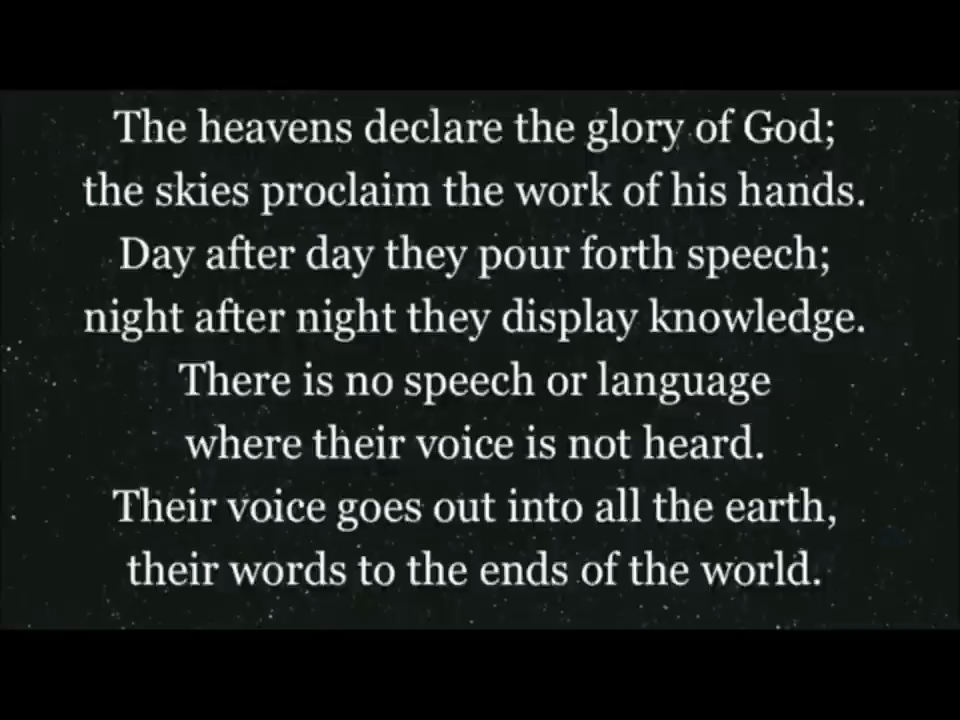 The heavens declare the glory of God;
the skies proclaim the work of his hands.
Day after day they pour forth speech;
night after night they display knowledge.
There is no speech or language
where their voice is not heard.
Their voice goes out into all the earth,
their words to the ends of the world.